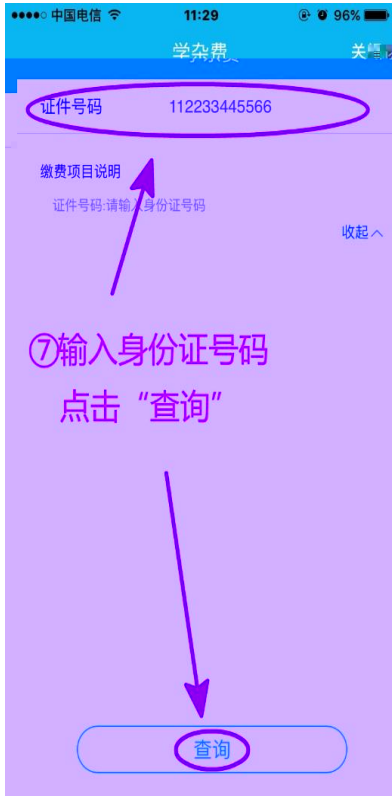 中国电信 11:29 96%
学杂费
证件号码 112233445566
缴费项目说明
证件号码:请输入身份证号码
收起
⑦输入身份证号码
点击“查询”
查询